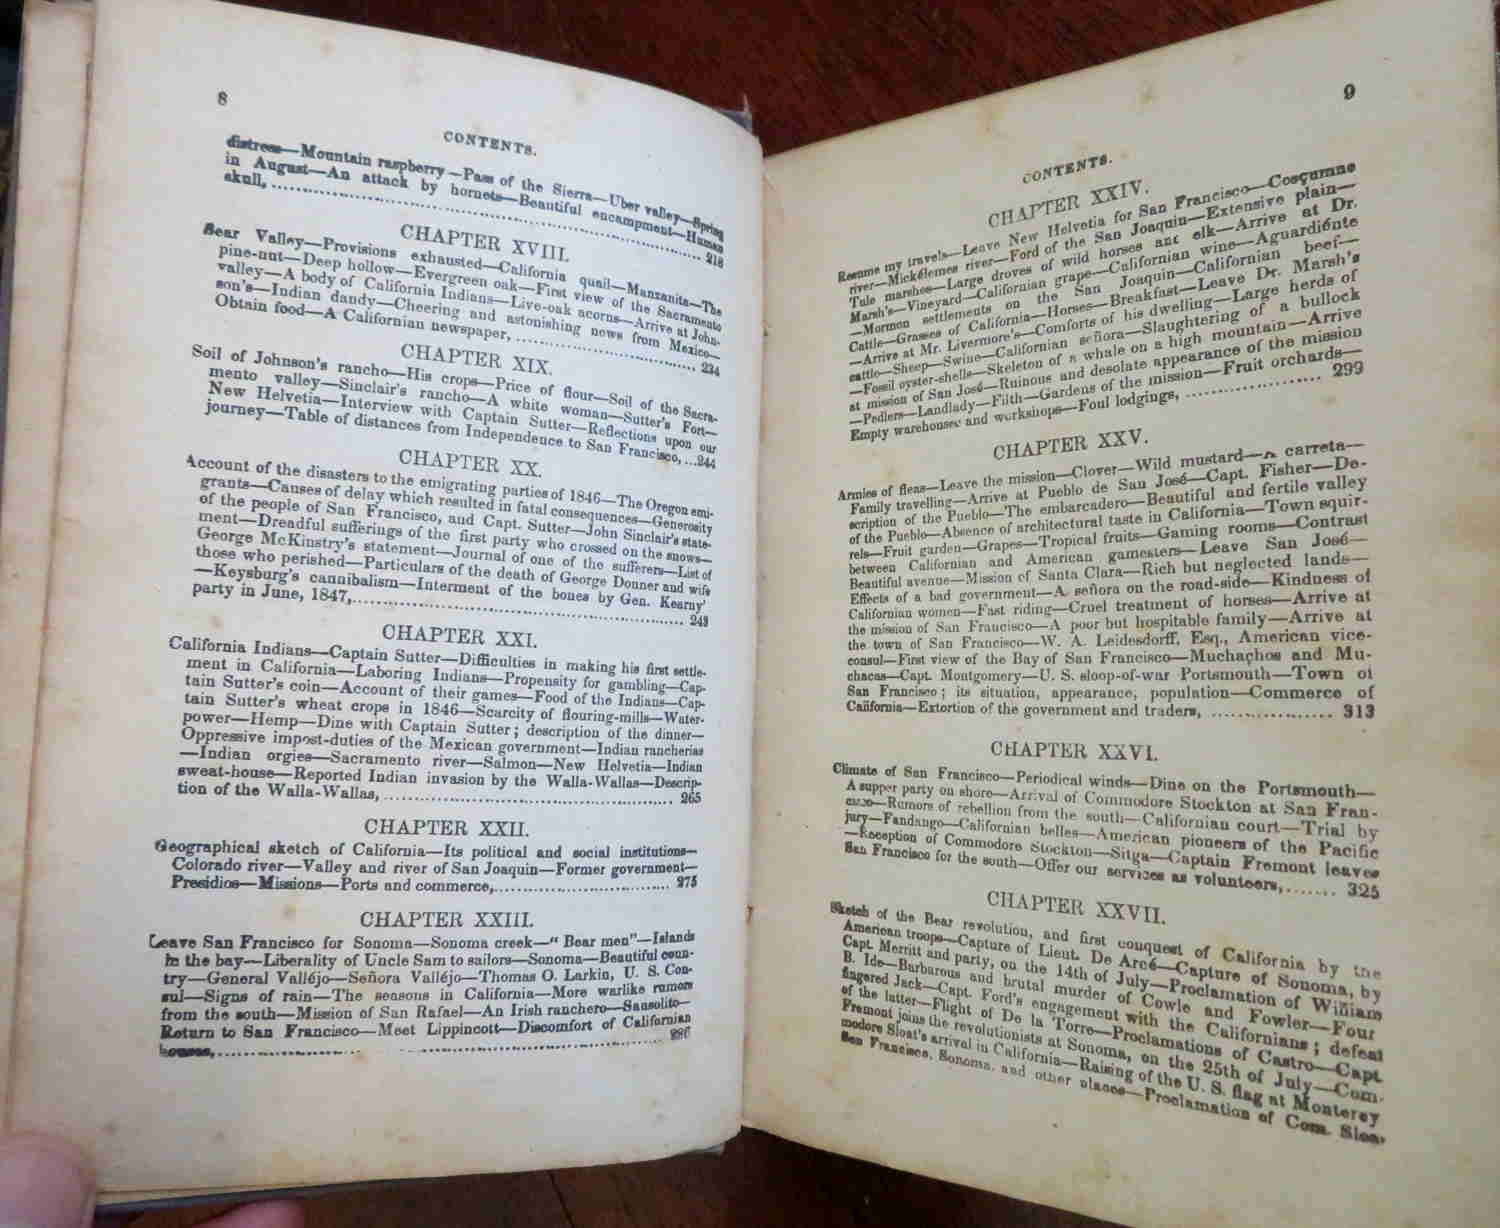 8
CONTENTS.
distress—Mountain raspberry—Pass of the Sierra—Uber valley—Spring
in August—An attack by hornets—Beautiful encampment—Human
skull, 218
CHAPTER XVIII.
Bear Valley—Provisions exhausted—California quail—Manzanita—The
pine-nut—Deep hollow—Evergreen oak—First view of the Sacramento
valley—A body of California Indians—Live-oak acorns—Arrive at John-
son's—Indian dandy—Cheering and astonishing news from Mexico—
Obtain food—A Californian newspaper, 234
CHAPTER XIX.
Soil of Johnson's rancho—His crops—Price of flour—Soil of the Sacra-
mento valley—Sinclair's rancho—A white woman—Sutter's Fort—
New Helvetia—Interview with Captain Sutter—Reflections upon our
journey—Table of distances from Independence to San Francisco, ...244
CHAPTER XX.
Account of the disasters to the emigrating parties of 1846—The Oregon emi-
grants—Causes of delay which resulted in fatal consequences—Generosity
of the people of San Francisco, and Capt. Sutter—John Sinclair's state-
ment—Dreadful sufferings of the first party who crossed on the snows—
George McKinstry's statement—Journal of one of the sufferers—List of
those who perished—Particulars of the death of George Donner and wife
—Keysburg's cannibalism—Interment of the bones by Gen. Kearny'
party in June, 1847, 249
CHAPTER XXI.
California Indians—Captain Sutter—Difficulties in making his first settle-
ment in California—Laboring Indians—Propensity for gambling—Cap-
tain Sutter's coin—Account of their games—Food of the Indians—Cap-
tain Sutter's wheat crops in 1846—Scarcity of flouring-mills—Water-
power—Hemp—Dine with Captain Sutter; description of the dinner—
Oppressive impost-duties of the Mexican government—Indian rancherias
—Indian orgies—Sacramento river—Salmon—New Helvetia—Indian
sweat-house—Reported Indian invasion by the Walla-Wallas—Descrip-
tion of the Walla-Wallas, 265
CHAPTER XXII.
Geographical sketch of California—Its political and social institutions—
Colorado river—Valley and river of San Joaquin—Former government—
Presidios—Missions—Ports and commerce, 275
CHAPTER XXIII.
Leave San Francisco for Sonoma—Sonoma creek—" Bear men"—Islands
in the bay—Liberality of Uncle Sam to sailors—Sonoma—Beautiful coun-
try—General Valléjo—Señora Valléjo—Thomas O. Larkin, U. S. Con-
sul—Signs of rain—The seasons in California—More warlike rumors
from the south—Mission of San Rafael—An Irish ranchero—Sausolito—
Return to San Francisco—Meet Lippincott—Discomfort of Californian
houses, 286
9
CONTENTS.
CHAPTER XXIV.
Resume my travels—Leave New Helvetia for San Francisco—Cosçumne
river—Mickélemes river—Ford of the San Joaquin—Extensive plain—
Tule marshes—Large droves of wild horses and elk—Arrive at Dr.
Marsh's—Vineyard—Californian grape—Californian wine—Aguardiénte
—Mormon settlements on the San Joaquin—Californian beef—
Cattle—Grasses of California—Horses—Breakfast—Leave Dr. Marsh's
—Arrive at Mr. Livermore's—Comforts of his dwelling—Large herds of
cattle—Sheep—Swine—Californian señora—Slaughtering of a bullock
—Fossil oyster-shells—Skeleton of a whale on a high mountain—Arrive
at mission of San José—Ruinous and desolate appearance of the mission
—Pedlers—Landlady—Filth—Gardens of the mission—Fruit orchards—
Empty warehouses and workshops—Foul lodgings, 299
CHAPTER XXV.
Armies of fleas—Leave the mission—Clover—Wild mustard—A carreta—
Family travelling—Arrive at Pueblo de San José—Capt. Fisher—De-
scription of the Pueblo—The embarcadero—Beautiful and fertile valley
of the Pueblo—Absence of architectural taste in California—Town squir-
rels—Fruit garden—Grapes—Tropical fruits—Gaming rooms—Contrast
between Californian and American gamesters—Leave San José—
Beautiful avenue—Mission of Santa Clara—Rich but neglected lands—
Effects of a bad government—A señora on the road-side—Kindness of
Californian women—Fast riding—Cruel treatment of horses—Arrive at
the mission of San Francisco—A poor but hospitable family—Arrive at
the town of San Francisco—W. A. Leidesdorff, Esq., American vice-
consul—First view of the Bay of San Francisco—Muchaçhos and Mu-
chacas—Capt. Montgomery—U. S. sloop-of-war Portsmouth—Town of
San Francisco; its situation, appearance, population—Commerce of
California—Extortion of the government and traders, 313
CHAPTER XXVI.
Climate of San Francisco—Periodical winds—Dine on the Portsmouth—
A supper party on shore—Arrival of Commodore Stockton at San Fran-
cisco—Rumors of rebellion from the south—Californian court—Trial by
jury—Fandango—Californian belles—American pioneers of the Pacific
—Reception of Commodore Stockton—Sitga—Captain Fremont leaves
San Francisco for the south—Offer our services as volunteers, 325
CHAPTER XXVII.
Sketch of the Bear revolution, and first conquest of California by the
American troops—Capture of Lieut. De Arcé—Capture of Sonoma, by
Capt. Merritt and party, on the 14th of July—Proclamation of William
B. Ide—Barbarous and brutal murder of Cowle and Fowler—Four
fingered Jack—Capt. Ford's engagement with the Californians; defeat
of the latter—Flight of De la Torre—Proclamations of Castro—Capt.
Fremont joins the revolutionists at Sonoma, on the 25th of July—Com-
modore Sloat's arrival in California—Raising of the U. S. flag at Monterey
San Francisco, Sonoma, and other places—Proclamation of Com. Sloa-